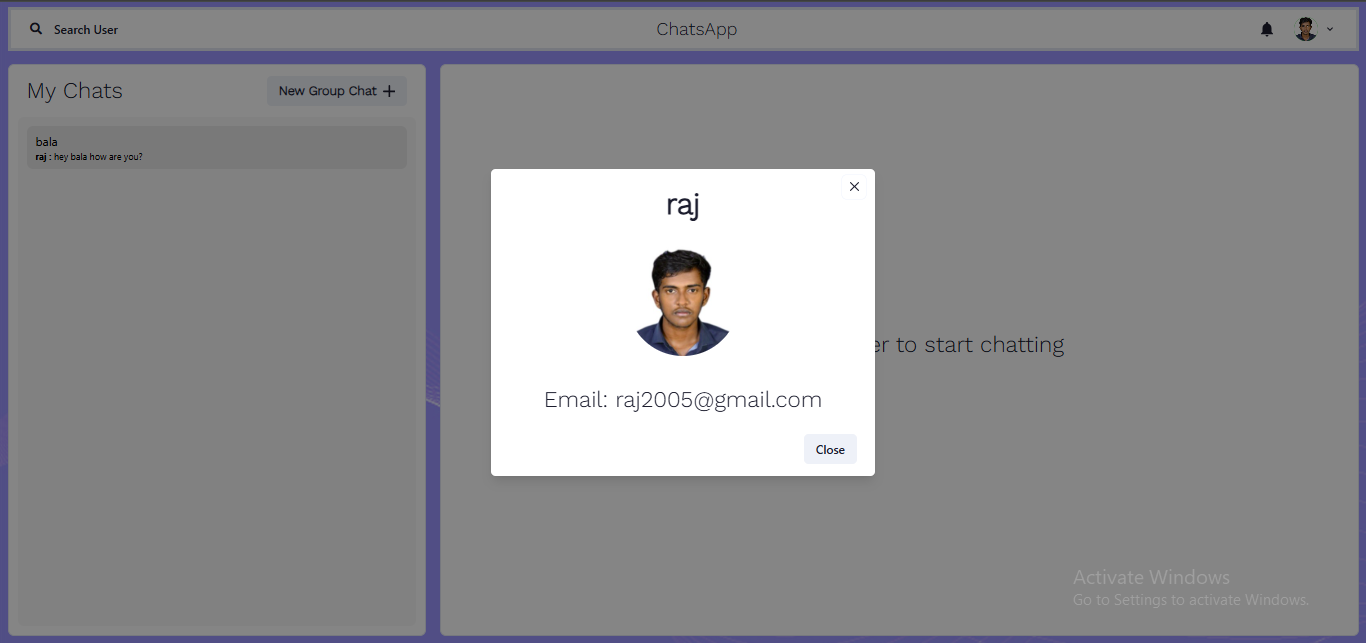 Search User
ChatsApp
My Chats
New Group Chat +
bala
raj : hey bala how are you?
raj
Email: raj2005@gmail.com
Close
er to start chatting
Activate Windows
Go to Settings to activate Windows.